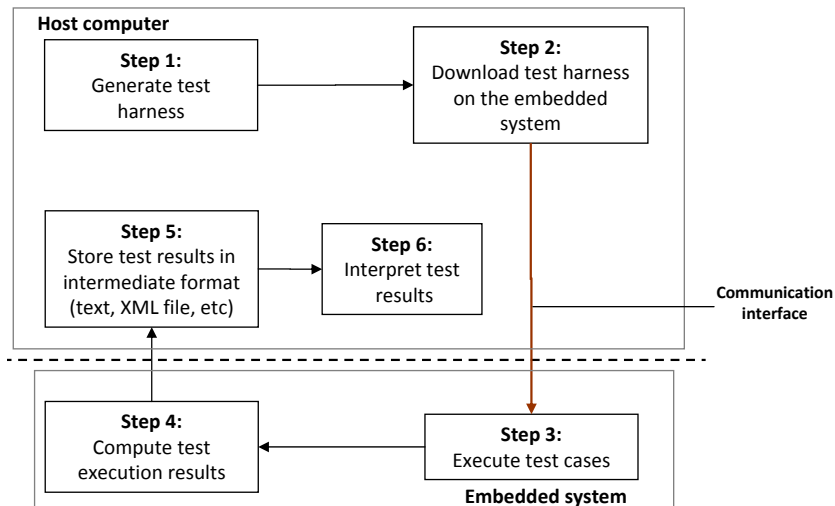 Host computer
Step 1:
Generate test
harness
Step 2:
Download test harness
on the embedded
system
Step 5:
Store test results in
intermediate format
(text, XML file, etc)
Step 6:
Interpret test
results
Communication
interface
Step 4:
Compute test
execution results
Step 3:
Execute test cases
Embedded system